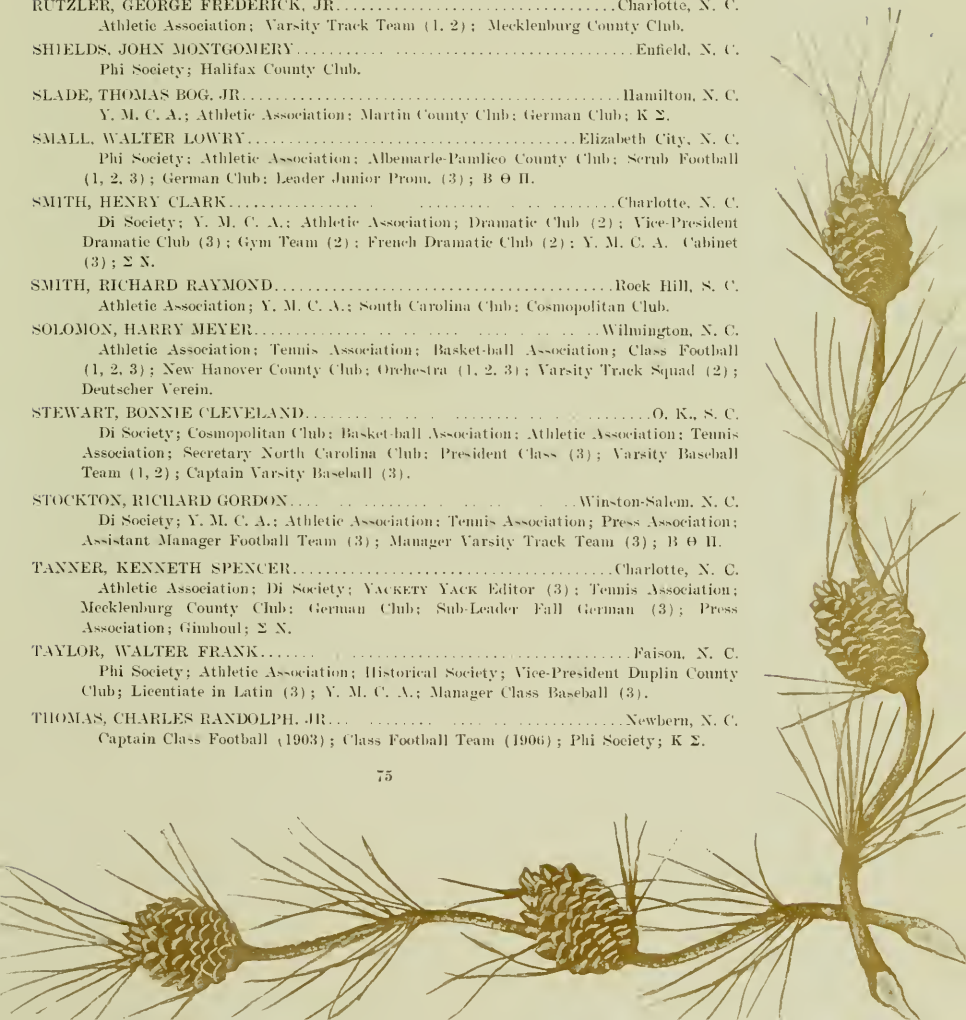 RUTZLER, GEORGE FREDERICK, JR.......................................Charlotte, N. C.
Athletic Association; Varsity Track Team (1, 2); Mecklenburg County Club.
SHIELDS, JOHN MONTGOMERY.......................................Enfield, N. C.
Phi Society; Halifax County Club.
SLADE, THOMAS BOG, JR.......................................Hamilton, N. C.
Y. M. C. A.; Athletic Association; Martin County Club; German Club; K Σ.
SMALL, WALTER LOWRY.......................................Elizabeth City, N. C.
Phi Society; Athletic Association; Albemarle-Pamlico County Club; Scrub Football
(1, 2, 3); German Club; Leader Junior Prom. (3); B Θ Π.
SMITH, HENRY CLARK.......................................Charlotte, N. C.
Di Society; Y. M. C. A.; Athletic Association; Dramatic Club (2); Vice-President
Dramatic Club (3); Gym Team (2); French Dramatic Club (2); Y. M. C. A. Cabinet
(3); Σ N.
SMITH, RICHARD RAYMOND.......................................Rock Hill, S. C.
Athletic Association; Y. M. C. A.; South Carolina Club; Cosmopolitan Club.
SOLOMON, HARRY MEYER.......................................Wilmington, N. C.
Athletic Association; Tennis Association; Basket-ball Association; Class Football
(1, 2, 3); New Hanover County Club; Orchestra (1, 2, 3); Varsity Track Squad (2);
Deutscher Verein.
STEWART, BONNIE CLEVELAND.......................................O. K., S. C.
Di Society; Cosmopolitan Club; Basket-ball Association; Athletic Association; Tennis
Association; Secretary North Carolina Club; President Class (3); Varsity Baseball
Team (1, 2); Captain Varsity Baseball (3).
STOCKTON, RICHARD GORDON.......................................Winston-Salem, N. C.
Di Society; Y. M. C. A.; Athletic Association; Tennis Association; Press Association;
Assistant Manager Football Team (3); Manager Varsity Track Team (3); B Θ Π.
TANNER, KENNETH SPENCER.......................................Charlotte, N. C.
Athletic Association; Di Society; YACKETY YACK Editor (3); Tennis Association;
Mecklenburg County Club; German Club; Sub-Leader Fall German (3); Press
Association; Gimhoul; Σ N.
TAYLOR, WALTER FRANK.......................................Faison, N. C.
Phi Society; Athletic Association; Historical Society; Vice-President Duplin County
Club; Licentiate in Latin (3); Y. M. C. A.; Manager Class Baseball (3).
THOMAS, CHARLES RANDOLPH, JR.......................................Newbern, N. C.
Captain Class Football (1903); Class Football Team (1906); Phi Society; K Σ.
75